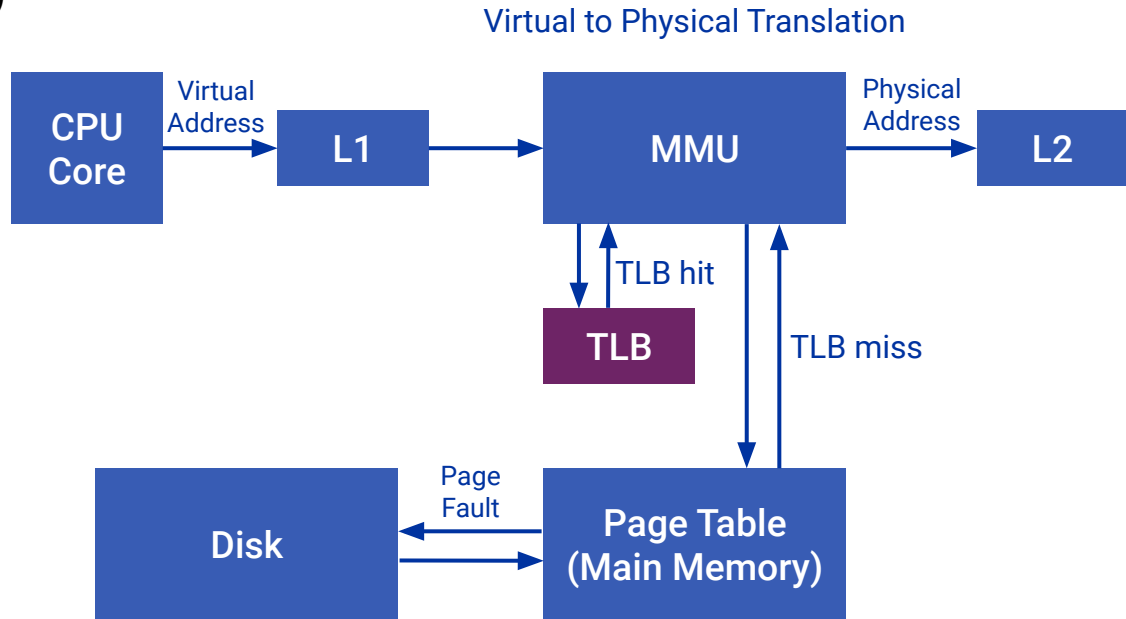 Virtual to Physical Translation
CPU
Core
Virtual
Address
L1
MMU
Physical
Address
L2
TLB hit
TLB
TLB miss
Disk
Page
Fault
Page Table
(Main Memory)